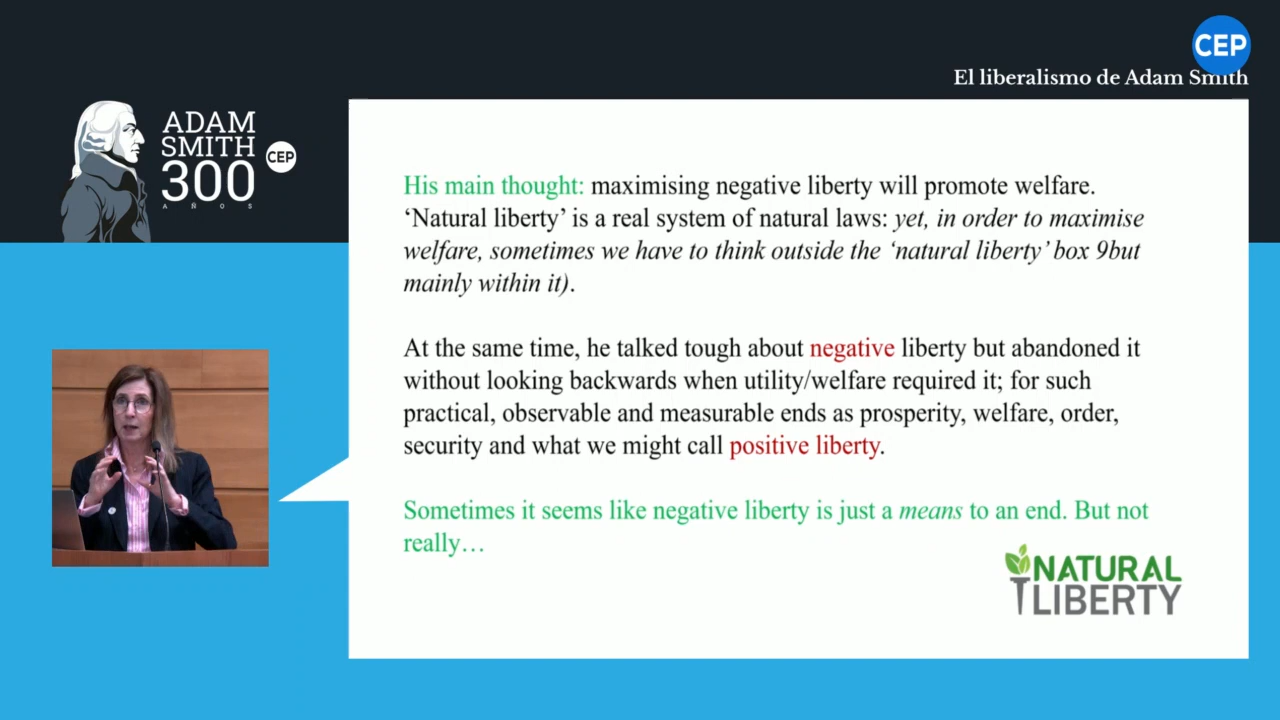 CEP
El liberalismo de Adam Smith
ADAM
SMITH
300
AÑOS
CEP
His main thought: maximising negative liberty will promote welfare.
‘Natural liberty’ is a real system of natural laws: yet, in order to maximise
welfare, sometimes we have to think outside the ‘natural liberty’ box 9but
mainly within it).
At the same time, he talked tough about negative liberty but abandoned it
without looking backwards when utility/welfare required it; for such
practical, observable and measurable ends as prosperity, welfare, order,
security and what we might call positive liberty.
Sometimes it seems like negative liberty is just a means to an end. But not
really…
NATURAL
LIBERTY